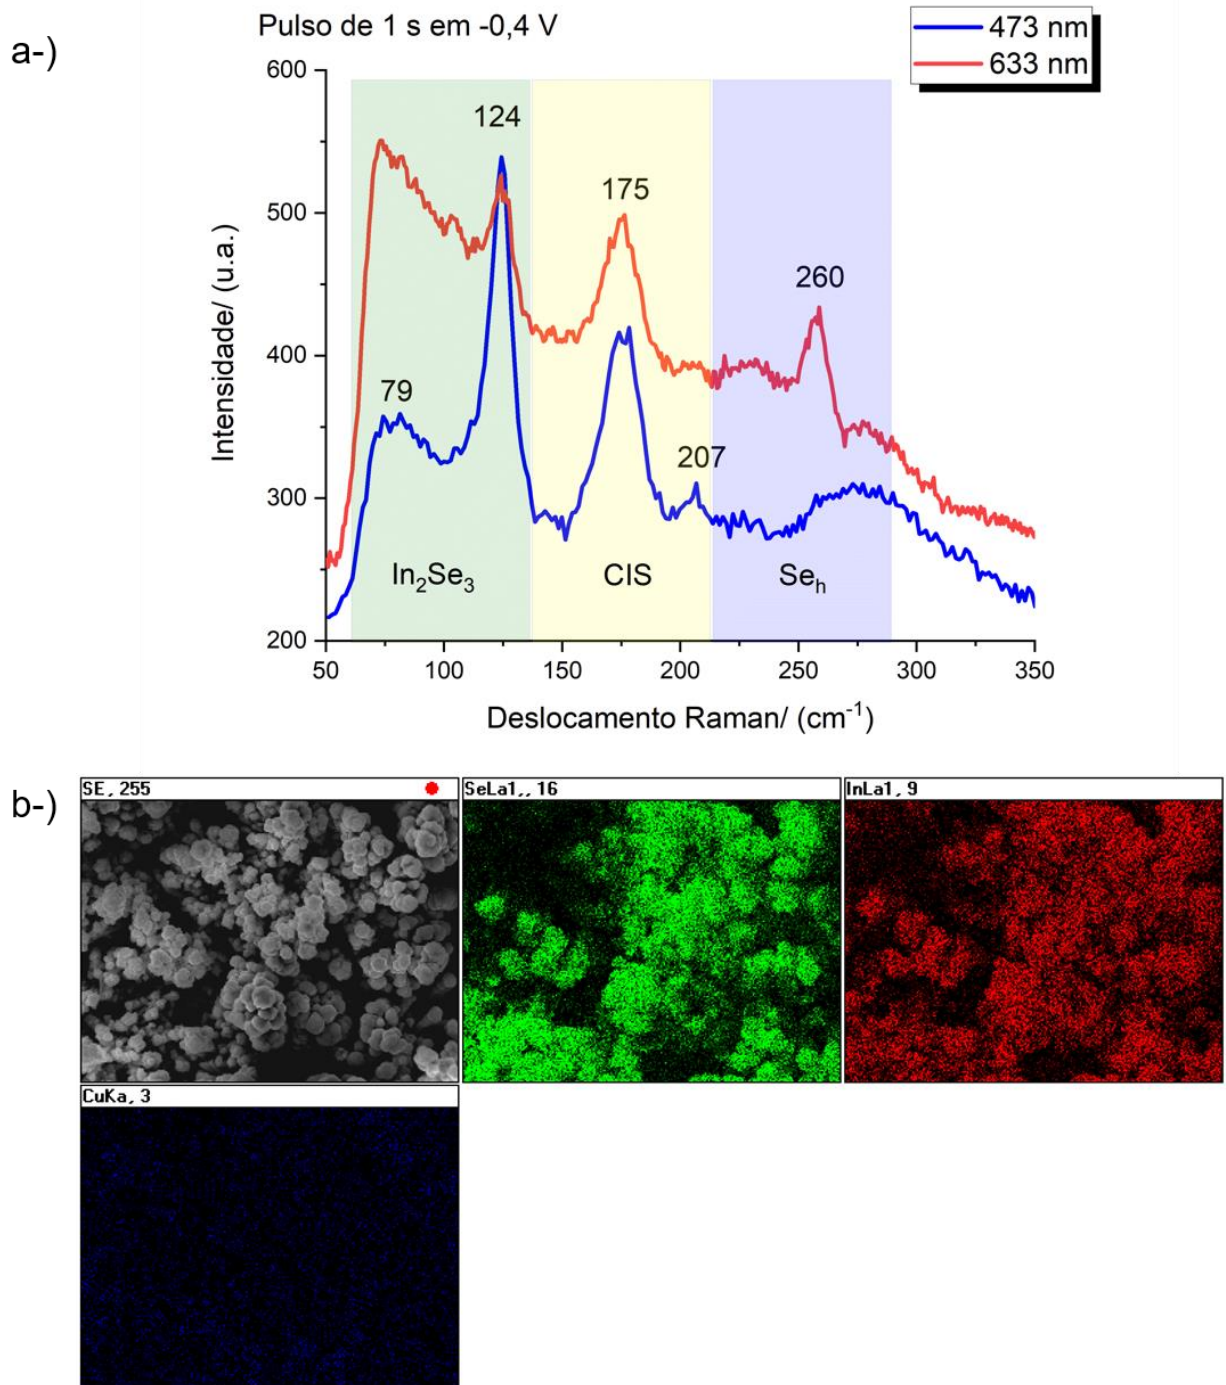 a-)
Pulso de 1 s em -0,4 V
473 nm
633 nm
Intensidade/ (u.a.)
600
500
400
300
200
124
175
260
79
207
In₂Se₃
CIS
Seₕ
50
100
150
200
250
300
350
Deslocamento Raman/ (cm⁻¹)
b-)
SE, 255
SeLa1,, 16
InLa1, 9
CuKa, 3